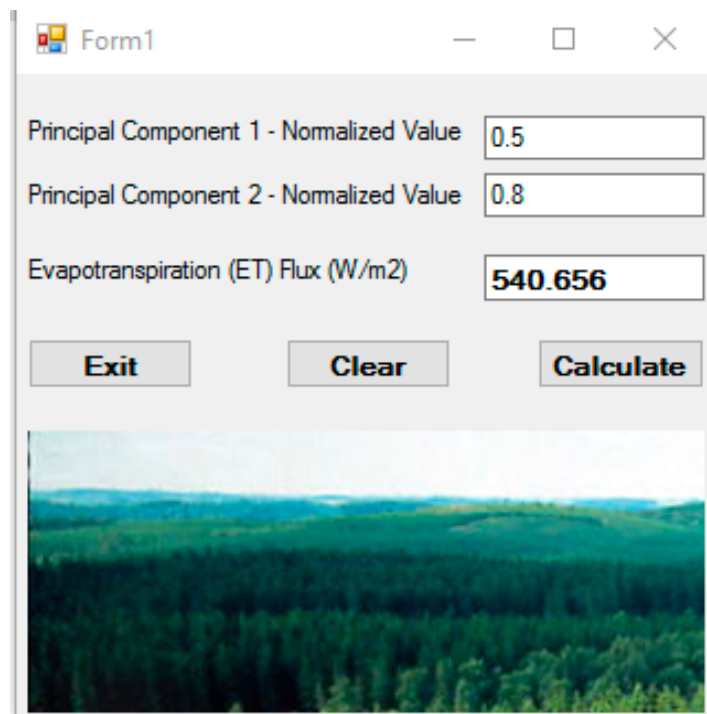 Form1
Principal Component 1 - Normalized Value 0.5
Principal Component 2 - Normalized Value 0.8
Evapotranspiration (ET) Flux (W/m2) 540.656
Exit Clear Calculate